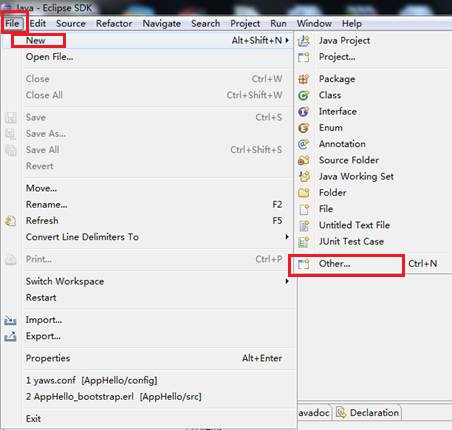 Java - Eclipse SDK
File Edit Source Refactor Navigate Search Project Run Window Help
New Alt+Shift+N
Open File...
Close Ctrl+W
Close All Ctrl+Shift+W
Save Ctrl+S
Save As...
Save All Ctrl+Shift+S
Revert
Move...
Rename... F2
Refresh F5
Convert Line Delimiters To
Print... Ctrl+P
Switch Workspace
Restart
Import...
Export...
Properties Alt+Enter
1 yaws.conf [AppHello/config]
2 AppHello_bootstrap.erl [AppHello/src]
Exit
Java Project
Project...
Package
Class
Interface
Enum
Annotation
Source Folder
Java Working Set
Folder
File
Untitled Text File
JUnit Test Case
Other... Ctrl+N
avadoc Declaration